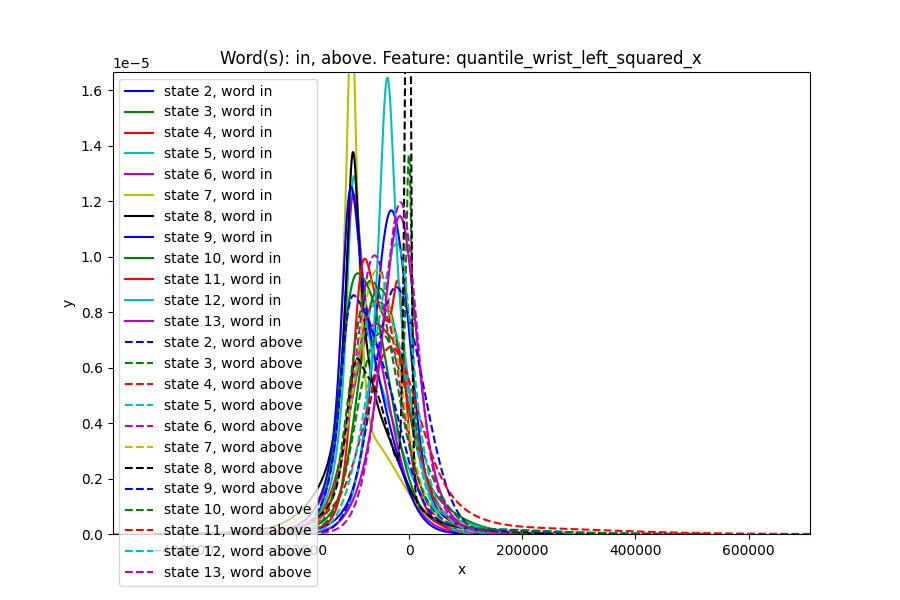 Word(s): in, above. Feature: quantile_wrist_left_squared_x
1e−5
1.6
1.4
1.2
1.0
0.8
0.6
0.4
0.2
0.0
y
state 2, word in
state 3, word in
state 4, word in
state 5, word in
state 6, word in
state 7, word in
state 8, word in
state 9, word in
state 10, word in
state 11, word in
state 12, word in
state 13, word in
state 2, word above
state 3, word above
state 4, word above
state 5, word above
state 6, word above
state 7, word above
state 8, word above
state 9, word above
state 10, word above
state 11, word above
state 12, word above
state 13, word above
0 200000 400000 600000
x